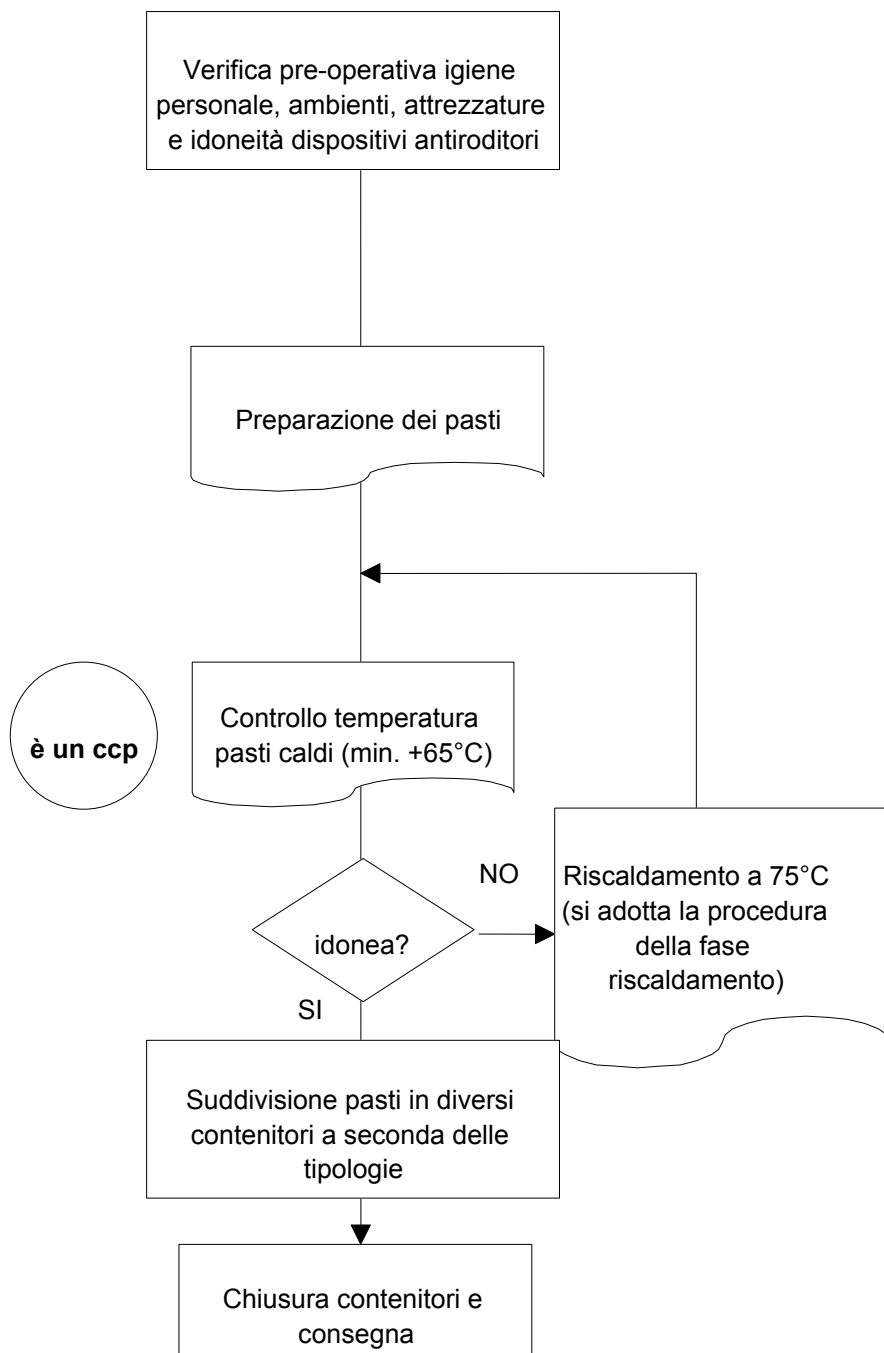 Verifica pre-operativa igiene
personale, ambienti, attrezzature
e idoneità dispositivi antiroditori
Preparazione dei pasti
è un ccp
Controllo temperatura
pasti caldi (min. +65°C)
idonea?
NO
Riscaldamento a 75°C
(si adotta la procedura
della fase
riscaldamento)
SI
Suddivisione pasti in diversi
contenitori a seconda delle
tipologie
Chiusura contenitori e
consegna